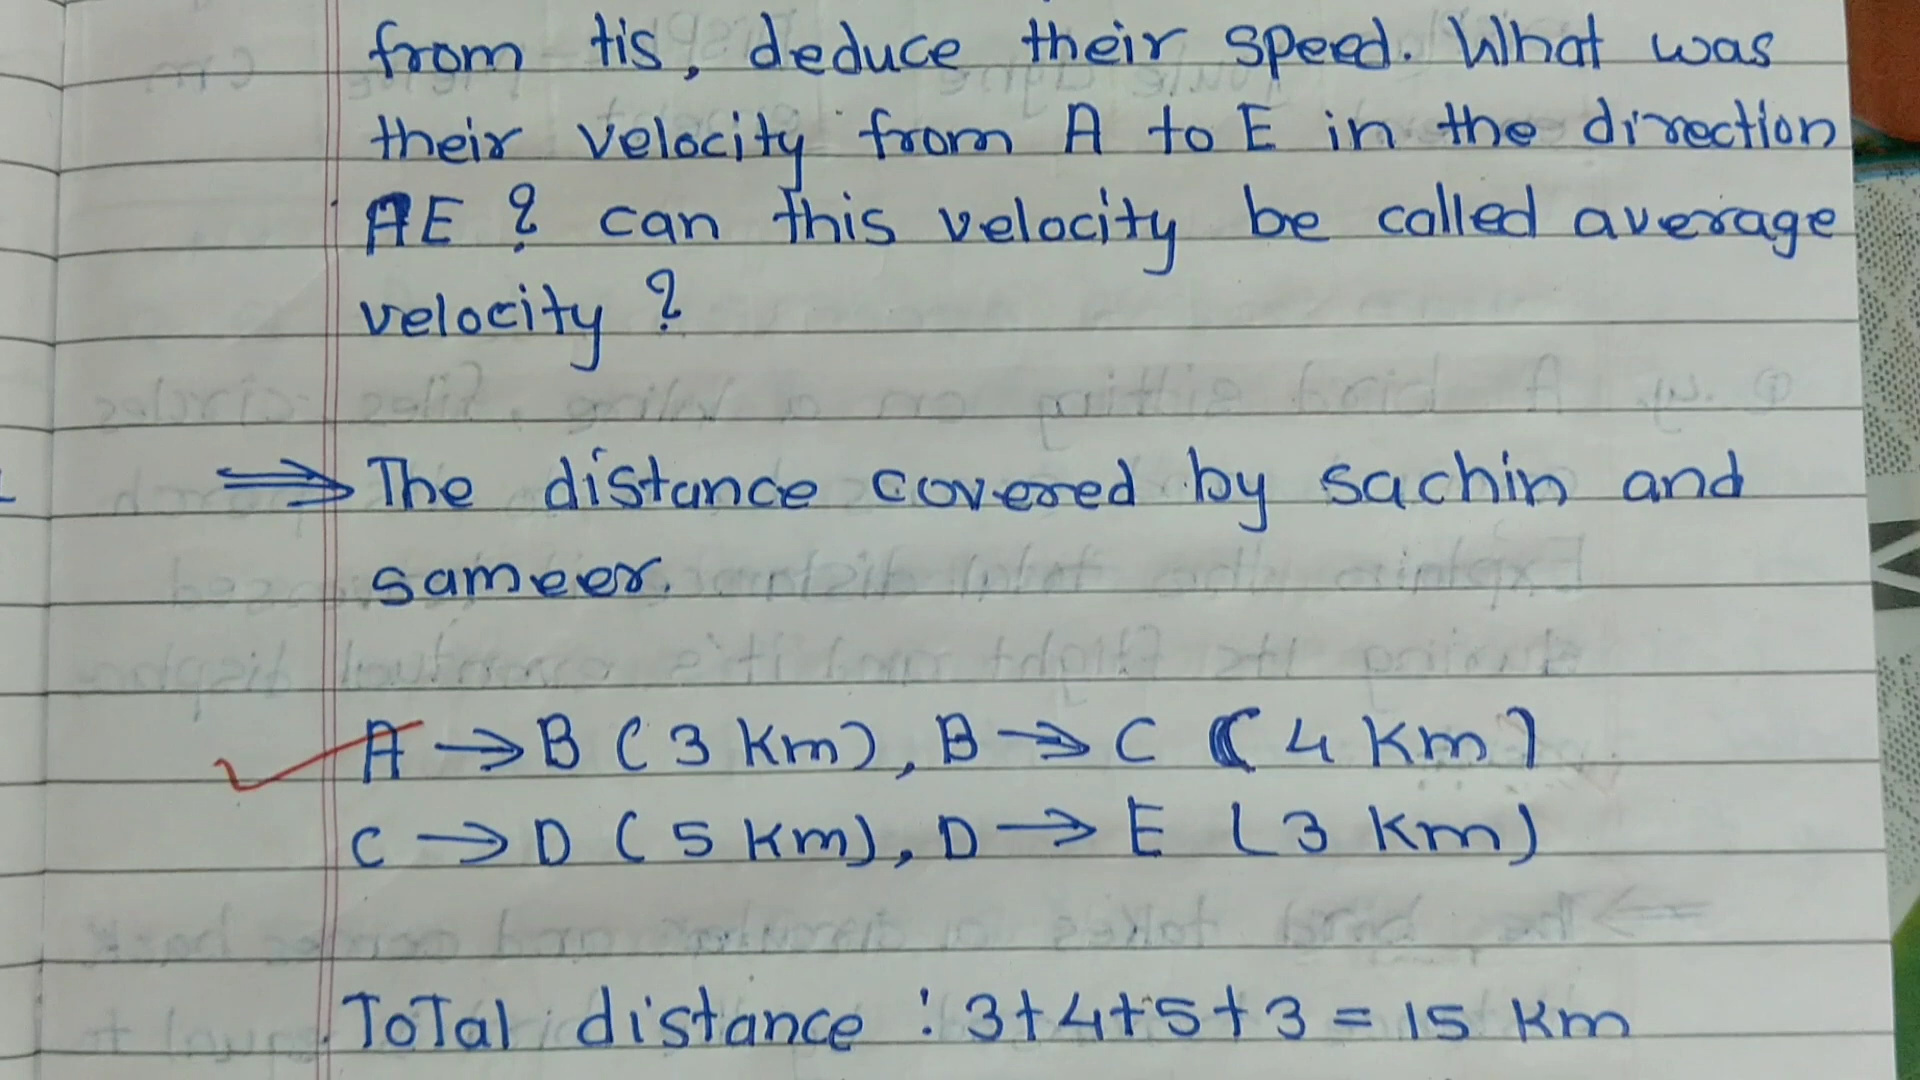 from tis, deduce their speed. What was
their velocity from A to E in the direction
AE ? can this velocity be called average
velocity ?
⇒ The distance covered by sachin and
sameer.
A → B ( 3 km), B → C ( 4 km)
C → D ( 5 km), D → E ( 3 km)
ToTal distance : 3+4+5+3 = 15 km